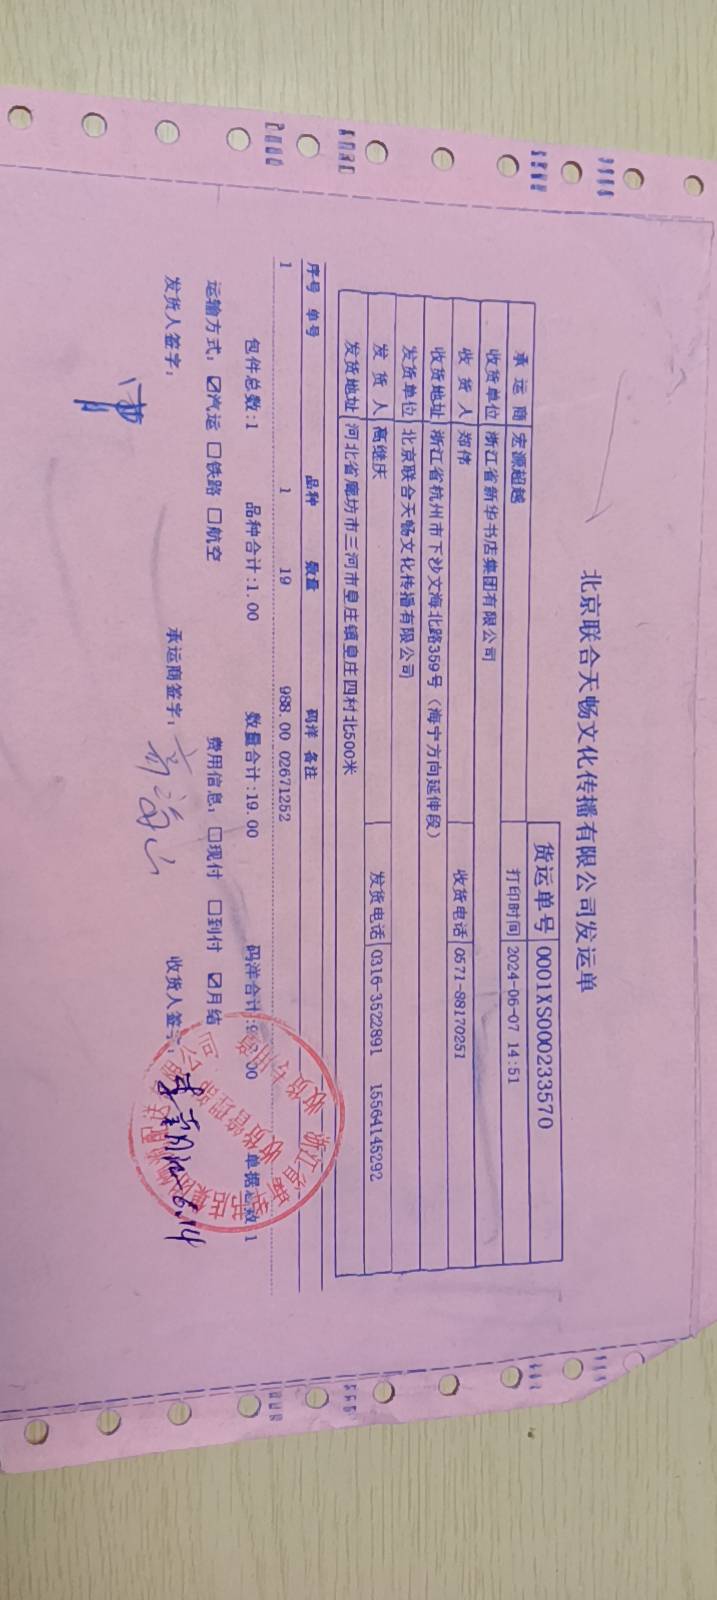 北京联合天畅文化传播有限公司发运单
货运单号 0001XS000233570
承运商 宏源超越 打印时间 2024-06-07 14:51
收货单位 浙江省新华书店集团有限公司
收货人 郑伟 收货电话 0571-88170251
收货地址 浙江省杭州市下沙文海北路359号（海宁方向延伸段）
发货单位 北京联合天畅文化传播有限公司
发货人 高继庆 发货电话 0316-3522891 15564145292
发货地址 河北省廊坊市三河市皇庄镇皇庄四村北500米
序号 单号 品种 数量 码洋 备注
1 1 19 988.00 02671252
包件总数:1 品种合计:1.00 数量合计:19.00 码洋合计:9 .00 单据总数:1
运输方式: ☑汽运 □铁路 □航空 费用信息: □现付 □到付 ☑月结
发货人签字: 承运商签字: 收货人签字:
6.14
收货专用章